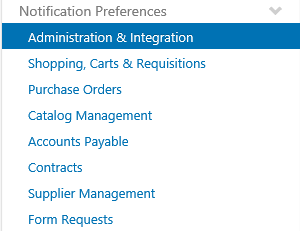 Notification Preferences
Administration & Integration
Shopping, Carts & Requisitions
Purchase Orders
Catalog Management
Accounts Payable
Contracts
Supplier Management
Form Requests